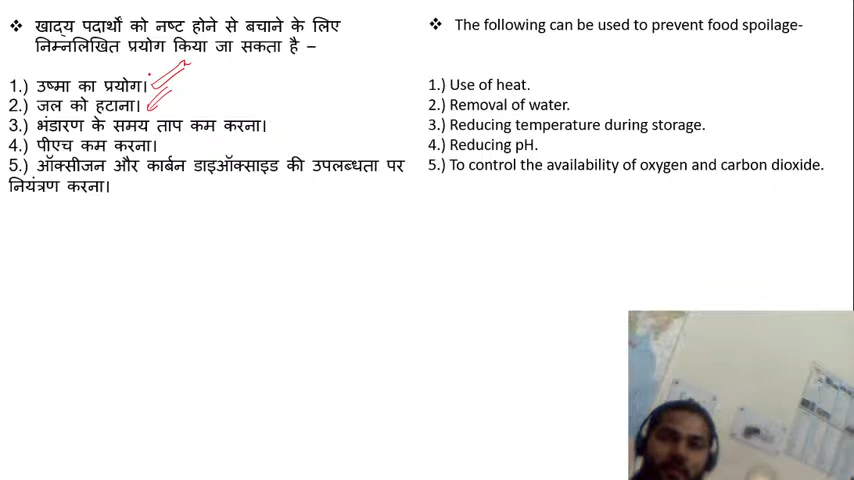 ❖ खाद्य पदार्थों को नष्ट होने से बचाने के लिए
निम्नलिखित प्रयोग किया जा सकता है –
1.) उष्मा का प्रयोग।
2.) जल को हटाना।
3.) भंडारण के समय ताप कम करना।
4.) पीएच कम करना।
5.) ऑक्सीजन और कार्बन डाइऑक्साइड की उपलब्धता पर
नियंत्रण करना।
❖ The following can be used to prevent food spoilage-
1.) Use of heat.
2.) Removal of water.
3.) Reducing temperature during storage.
4.) Reducing pH.
5.) To control the availability of oxygen and carbon dioxide.